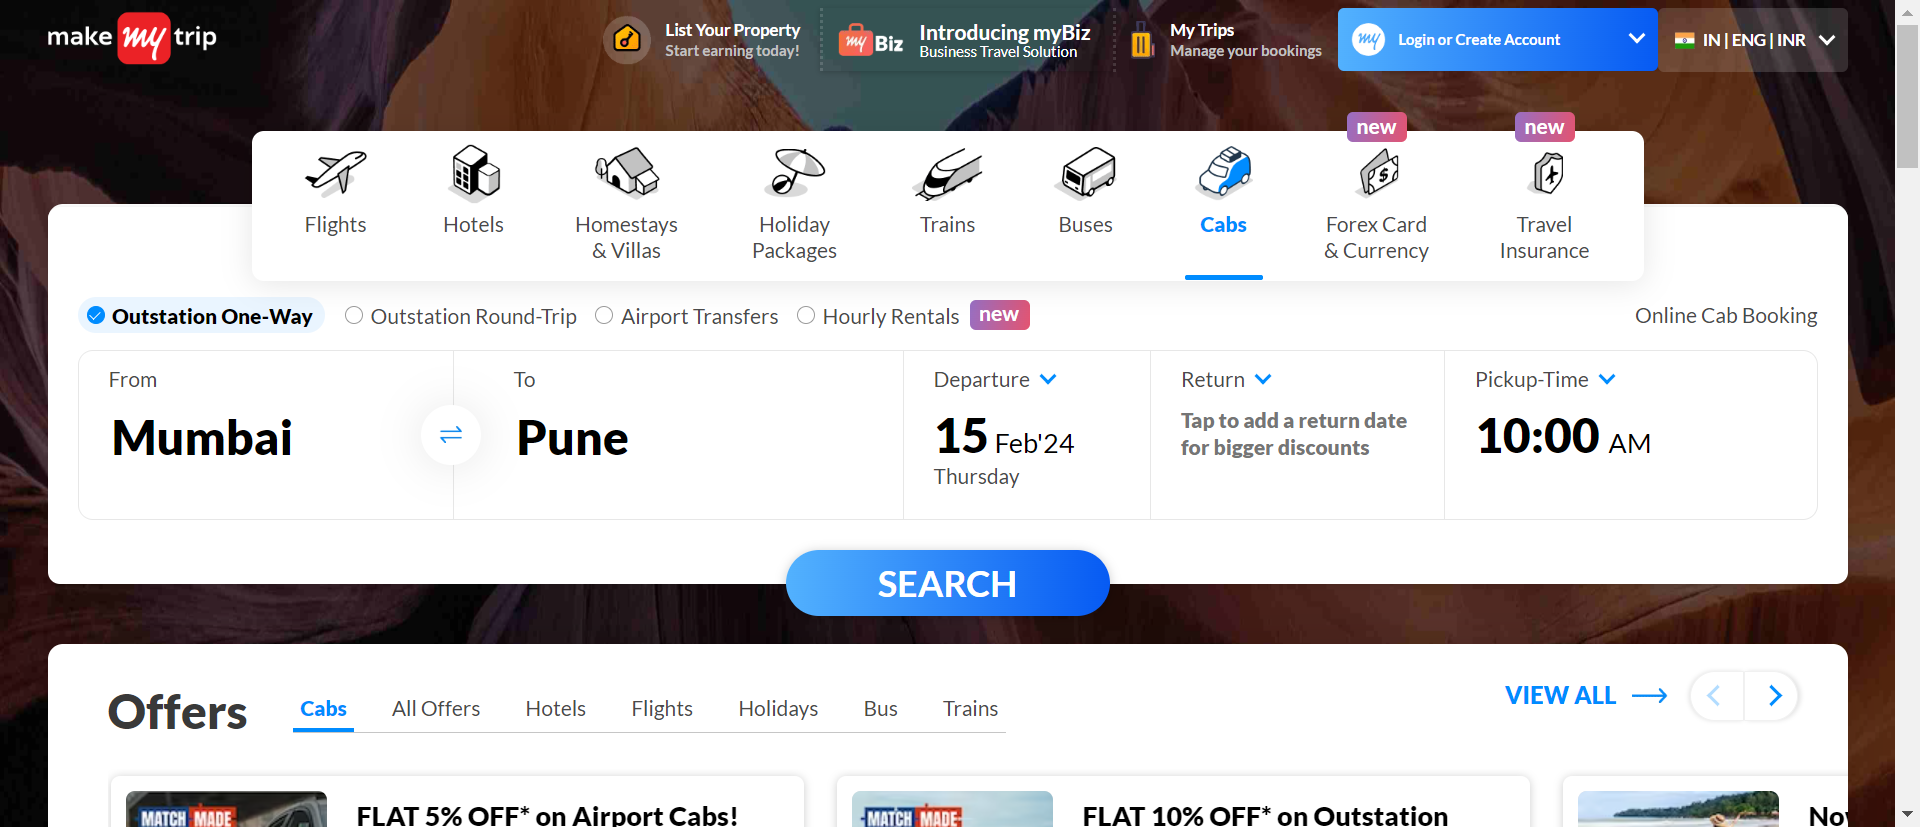 make my trip
List Your Property
Start earning today!
my Biz
Introducing myBiz
Business Travel Solution
My Trips
Manage your bookings
my
Login or Create Account
IN | ENG | INR
new
new
Flights
Hotels
Homestays
& Villas
Holiday
Packages
Trains
Buses
Cabs
Forex Card
& Currency
Travel
Insurance
Outstation One-Way
Outstation Round-Trip
Airport Transfers
Hourly Rentals
new
Online Cab Booking
From
Mumbai
To
Pune
Departure
15 Feb'24
Thursday
Return
Tap to add a return date
for bigger discounts
Pickup-Time
10:00 AM
SEARCH
Offers
Cabs
All Offers
Hotels
Flights
Holidays
Bus
Trains
VIEW ALL
MATCH MADE
FLAT 5% OFF* on Airport Cabs!
MATCH MADE
FLAT 10% OFF* on Outstation